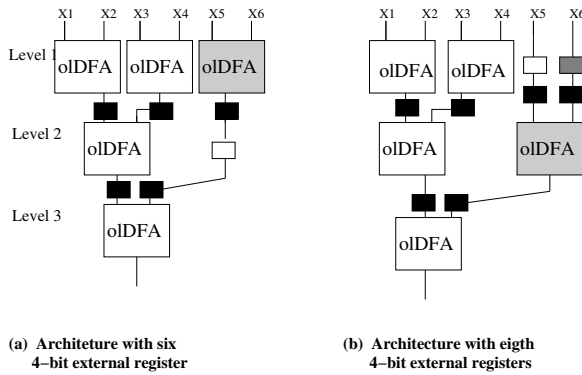 X1 X2 X3 X4 X5 X6
X1 X2 X3 X4 X5 X6
Level 1
olDFA olDFA olDFA
olDFA olDFA
Level 2
olDFA
olDFA olDFA
Level 3
olDFA
olDFA
(a) Architeture with six
4-bit external register
(b) Architecture with eigth
4-bit external registers